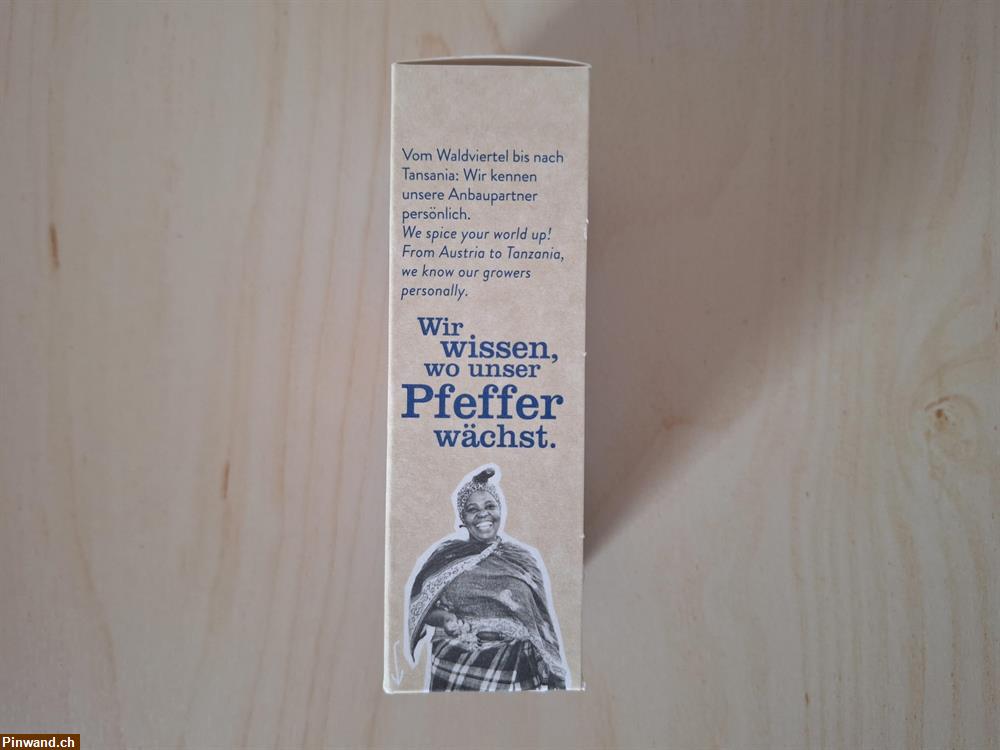 Vom Waldviertel bis nach
Tansania: Wir kennen
unsere Anbaupartner
persönlich.
We spice your world up!
From Austria to Tanzania,
we know our growers
personally.
Wir
wissen,
wo unser
Pfeffer
wächst.
Pinwand.ch